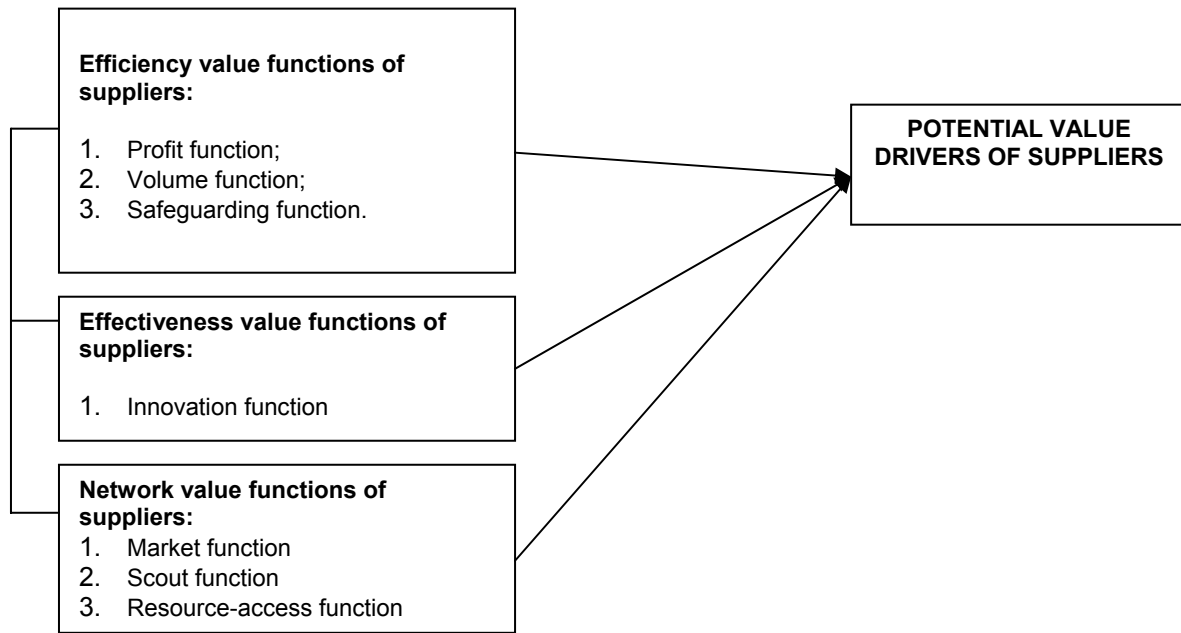 Efficiency value functions of
suppliers:
1. Profit function;
2. Volume function;
3. Safeguarding function.
POTENTIAL VALUE
DRIVERS OF SUPPLIERS
Effectiveness value functions of
suppliers:
1. Innovation function
Network value functions of
suppliers:
1. Market function
2. Scout function
3. Resource-access function